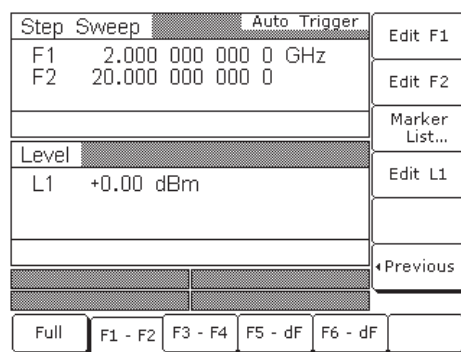 Step Sweep
Auto Trigger
F1 2.000 000 000 0 GHz
F2 20.000 000 000 0
Level
L1 +0.00 dBm
Edit F1
Edit F2
Marker
List...
Edit L1
Previous
Full
F1 - F2
F3 - F4
F5 - dF
F6 - dF